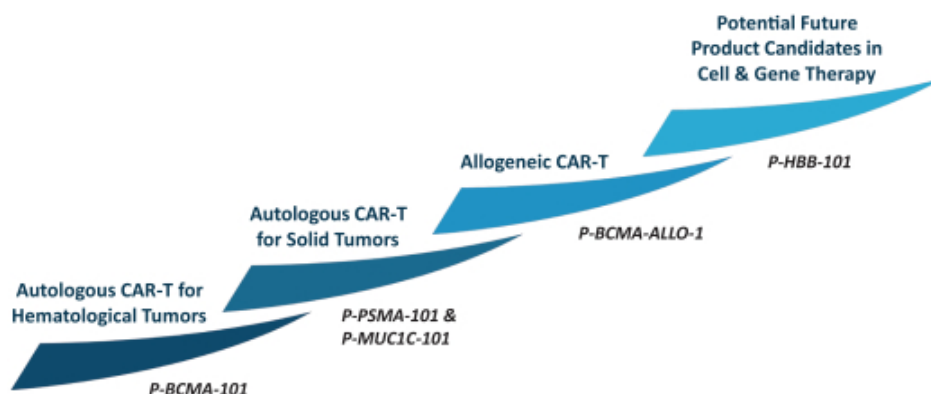 Potential Future
Product Candidates in
Cell & Gene Therapy
P-HBB-101
Allogeneic CAR-T
P-BCMA-ALLO-1
Autologous CAR-T
for Solid Tumors
P-PSMA-101 &
P-MUC1C-101
Autologous CAR-T for
Hematological Tumors
P-BCMA-101